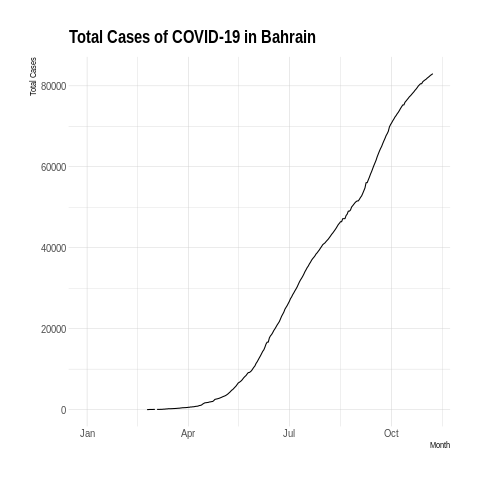 Total Cases of COVID-19 in Bahrain
Total Cases
80000
60000
40000
20000
0
Jan Apr Jul Oct
Month